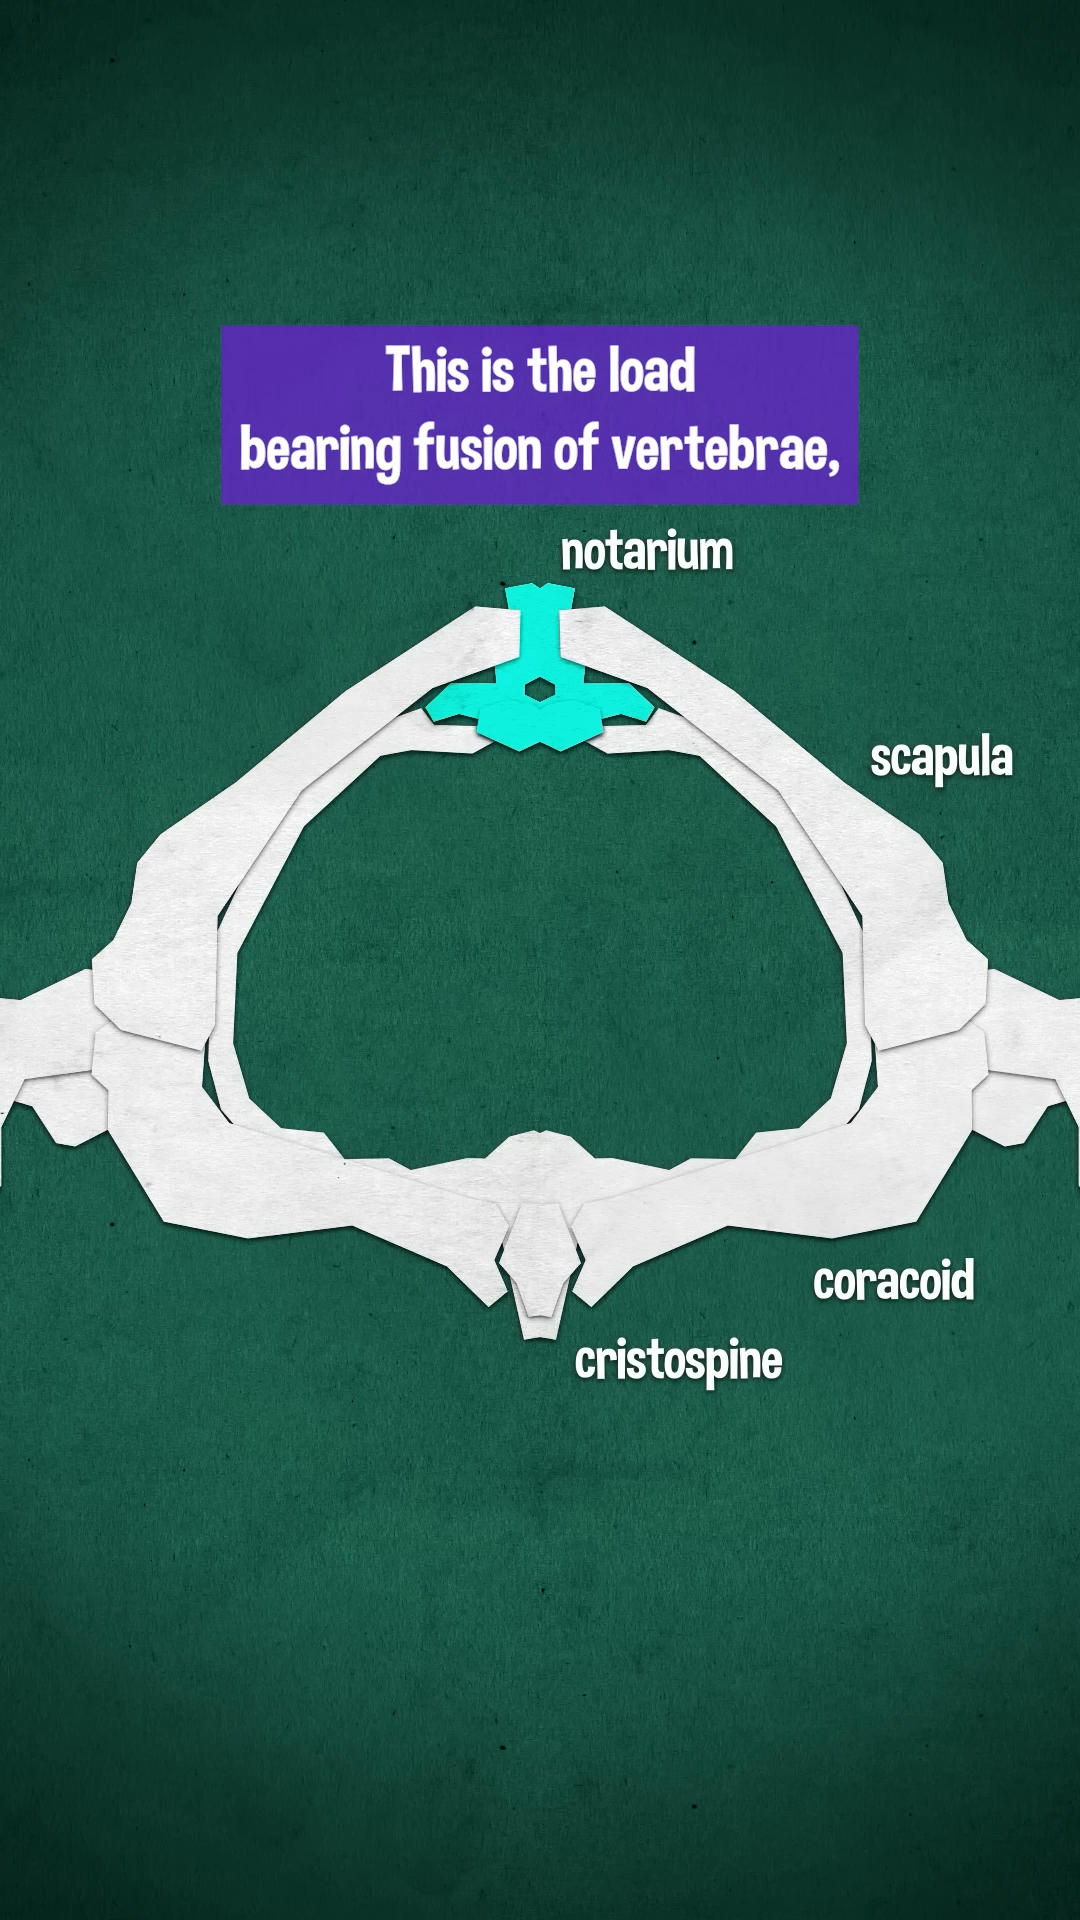 This is the load
bearing fusion of vertebrae,
notarium
scapula
coracoid
cristospine